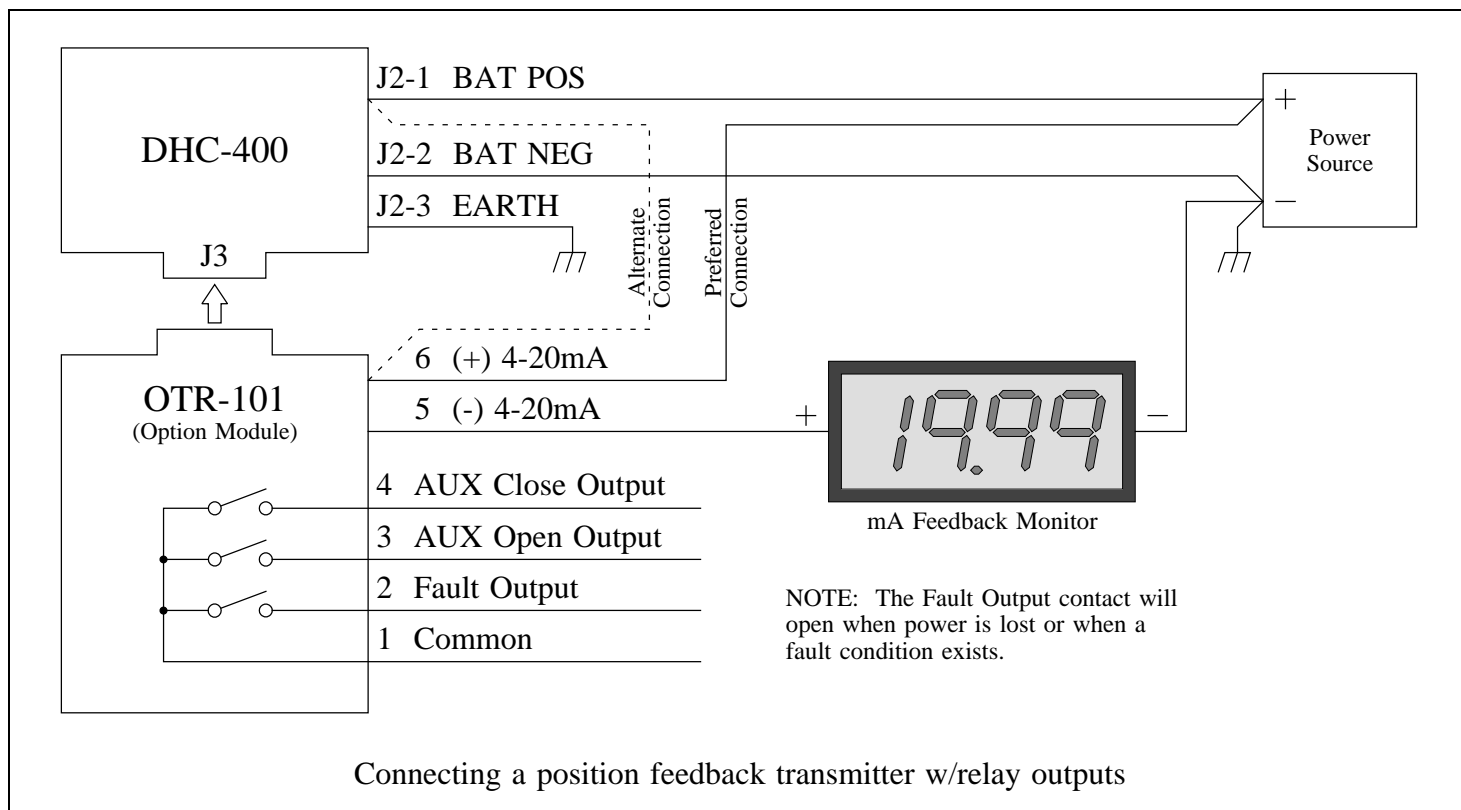 J2-1 BAT POS
DHC-400
J2-2 BAT NEG
J2-3 EARTH
J3
+
−
Power
Source
Alternate
Connection
Preferred
Connection
6 (+) 4-20mA
OTR-101
(Option Module)
5 (-) 4-20mA
+
−
19.99
mA Feedback Monitor
4 AUX Close Output
3 AUX Open Output
2 Fault Output
1 Common
NOTE: The Fault Output contact will
open when power is lost or when a
fault condition exists.
Connecting a position feedback transmitter w/relay outputs